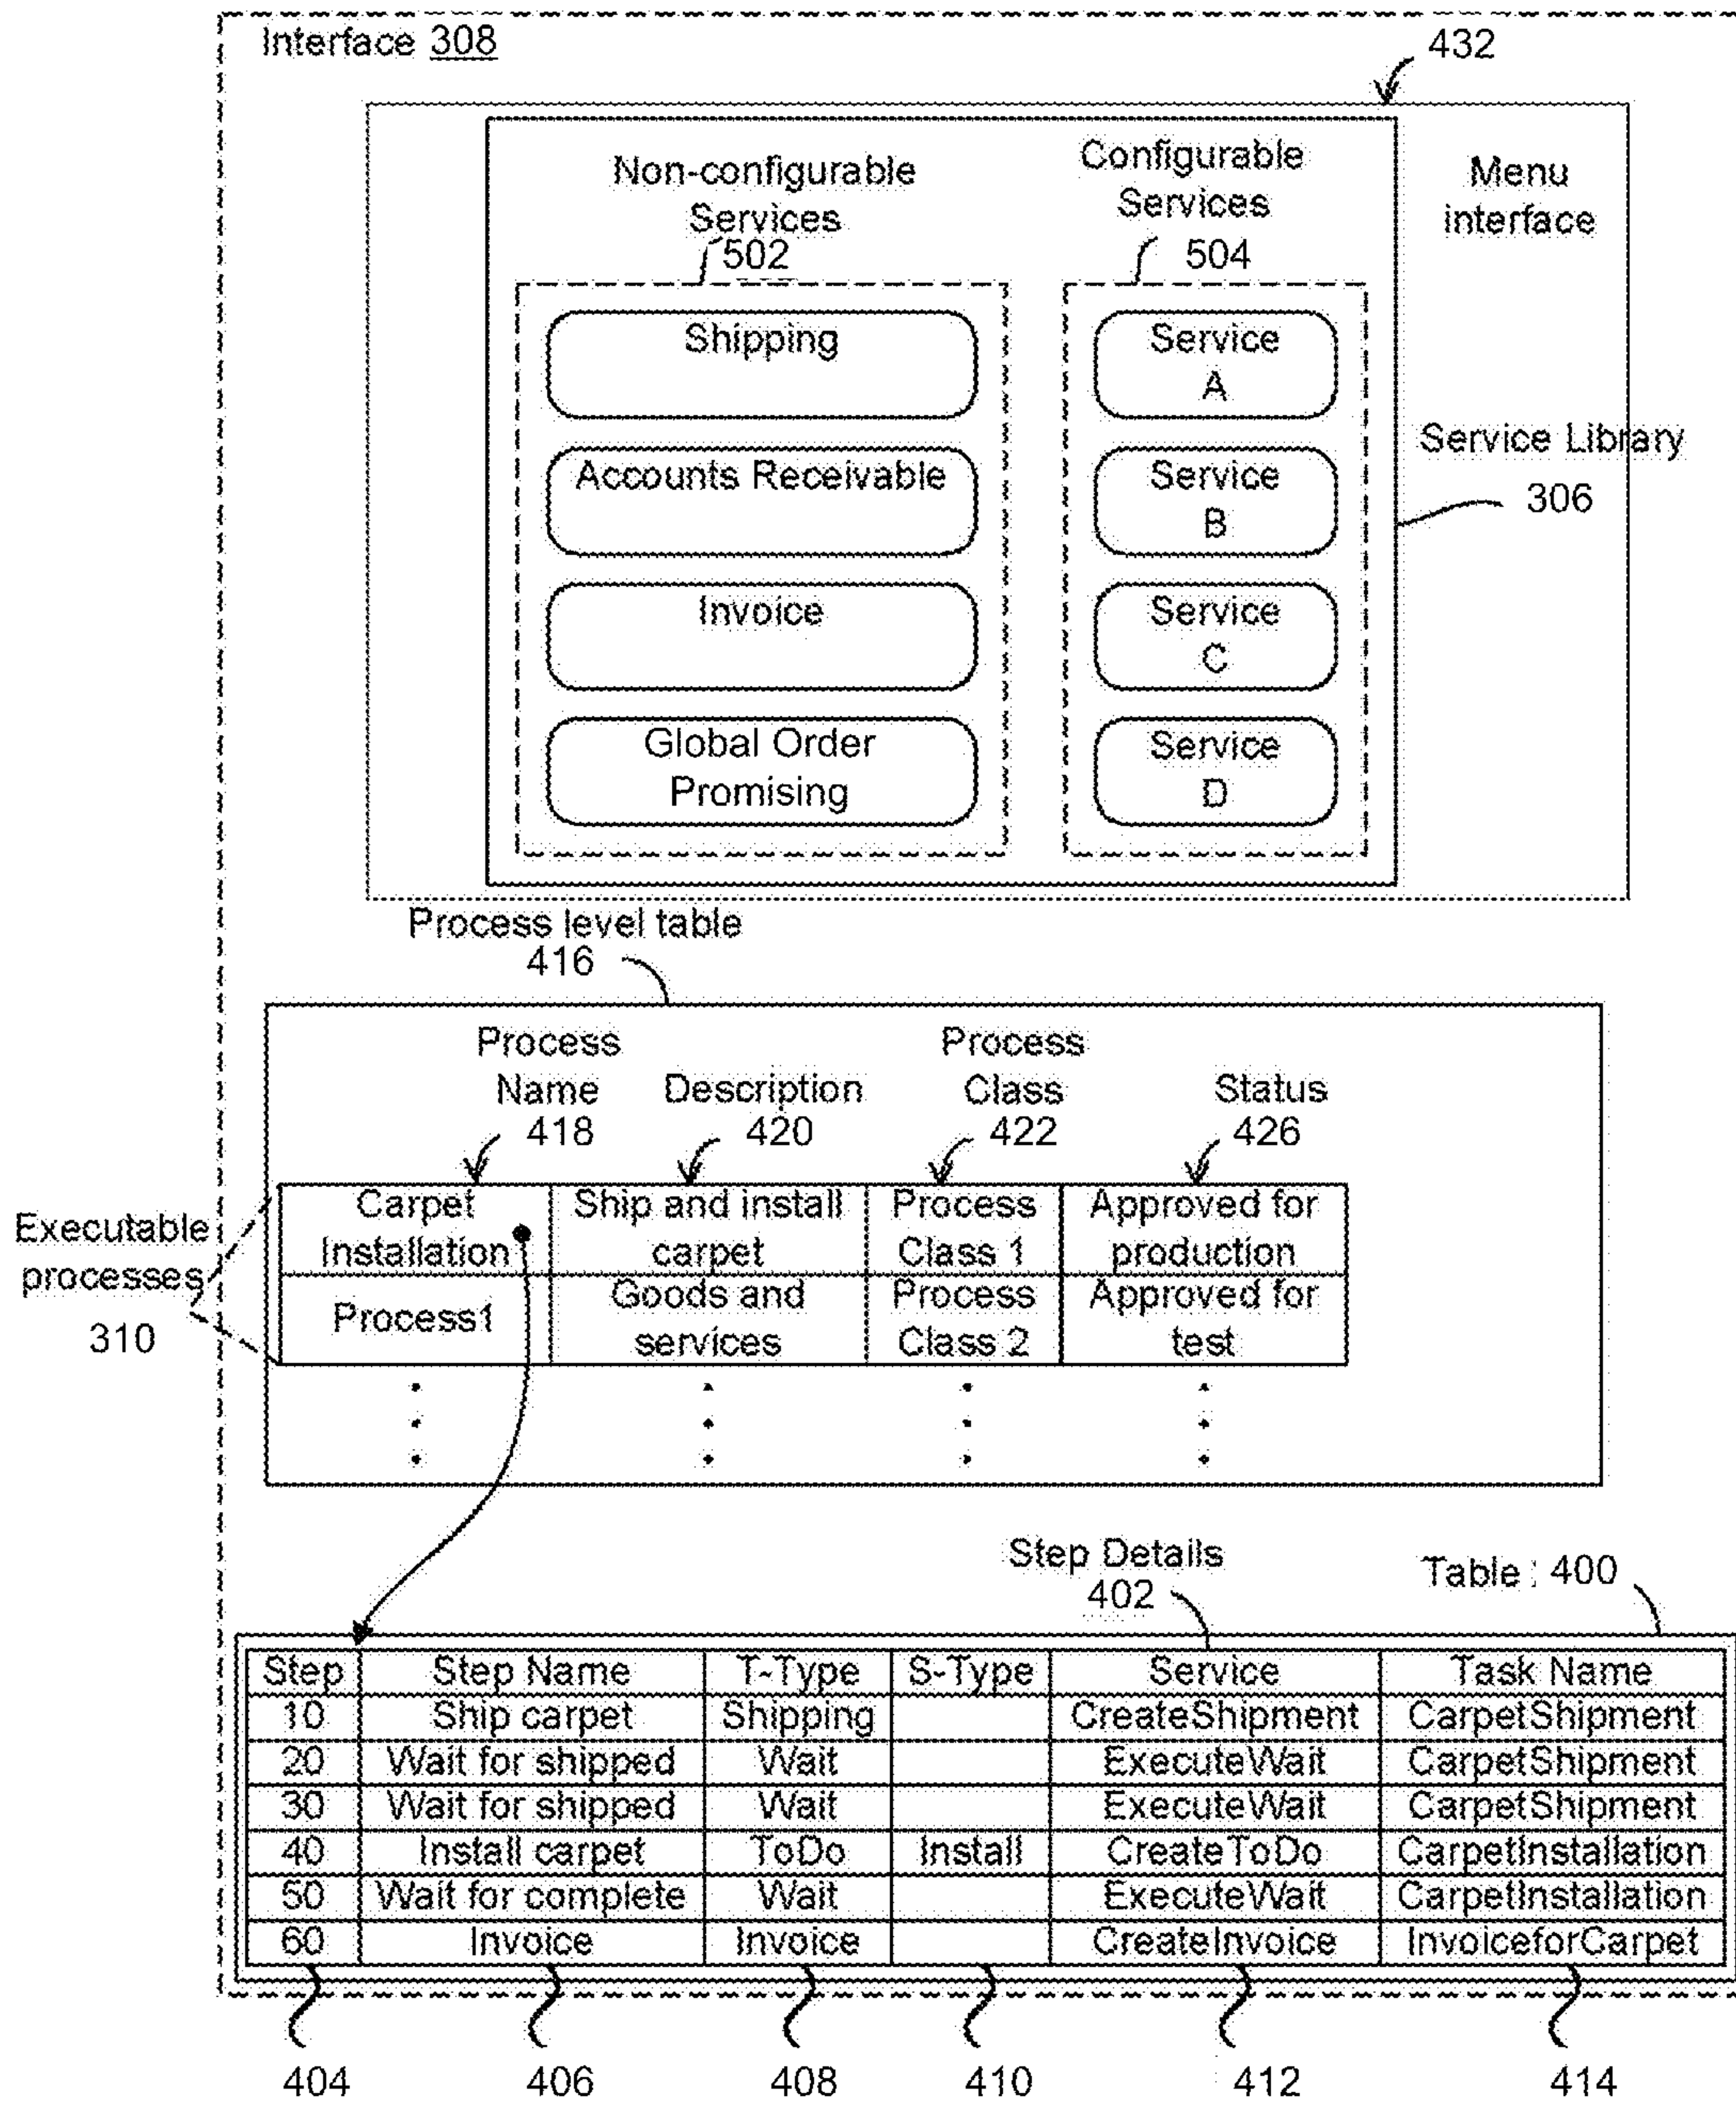 Interface 308
432
Non-configurable
Services
502
Configurable
Services
504
Menu
interface
Shipping
Accounts Receivable
Invoice
Global Order
Promising
Service
A
Service
B
Service
C
Service
D
Service Library
306
Process level table
416
Process
Name
418
Description
420
Process
Class
422
Status
426
Executable
processes
310
Carpet
Installation
Ship and install
carpet
Process
Class 1
Approved for
production
Process1
Goods and
services
Process
Class 2
Approved for
test
Step Details
402
Table : 400
Step Step Name T-Type S-Type Service Task Name
10 Ship carpet Shipping CreateShipment CarpetShipment
20 Wait for shipped Wait ExecuteWait CarpetShipment
30 Wait for shipped Wait ExecuteWait CarpetShipment
40 Install carpet ToDo Install CreateToDo CarpetInstallation
50 Wait for complete Wait ExecuteWait CarpetInstallation
60 Invoice Invoice CreateInvoice InvoiceforCarpet
404 406 408 410 412 414